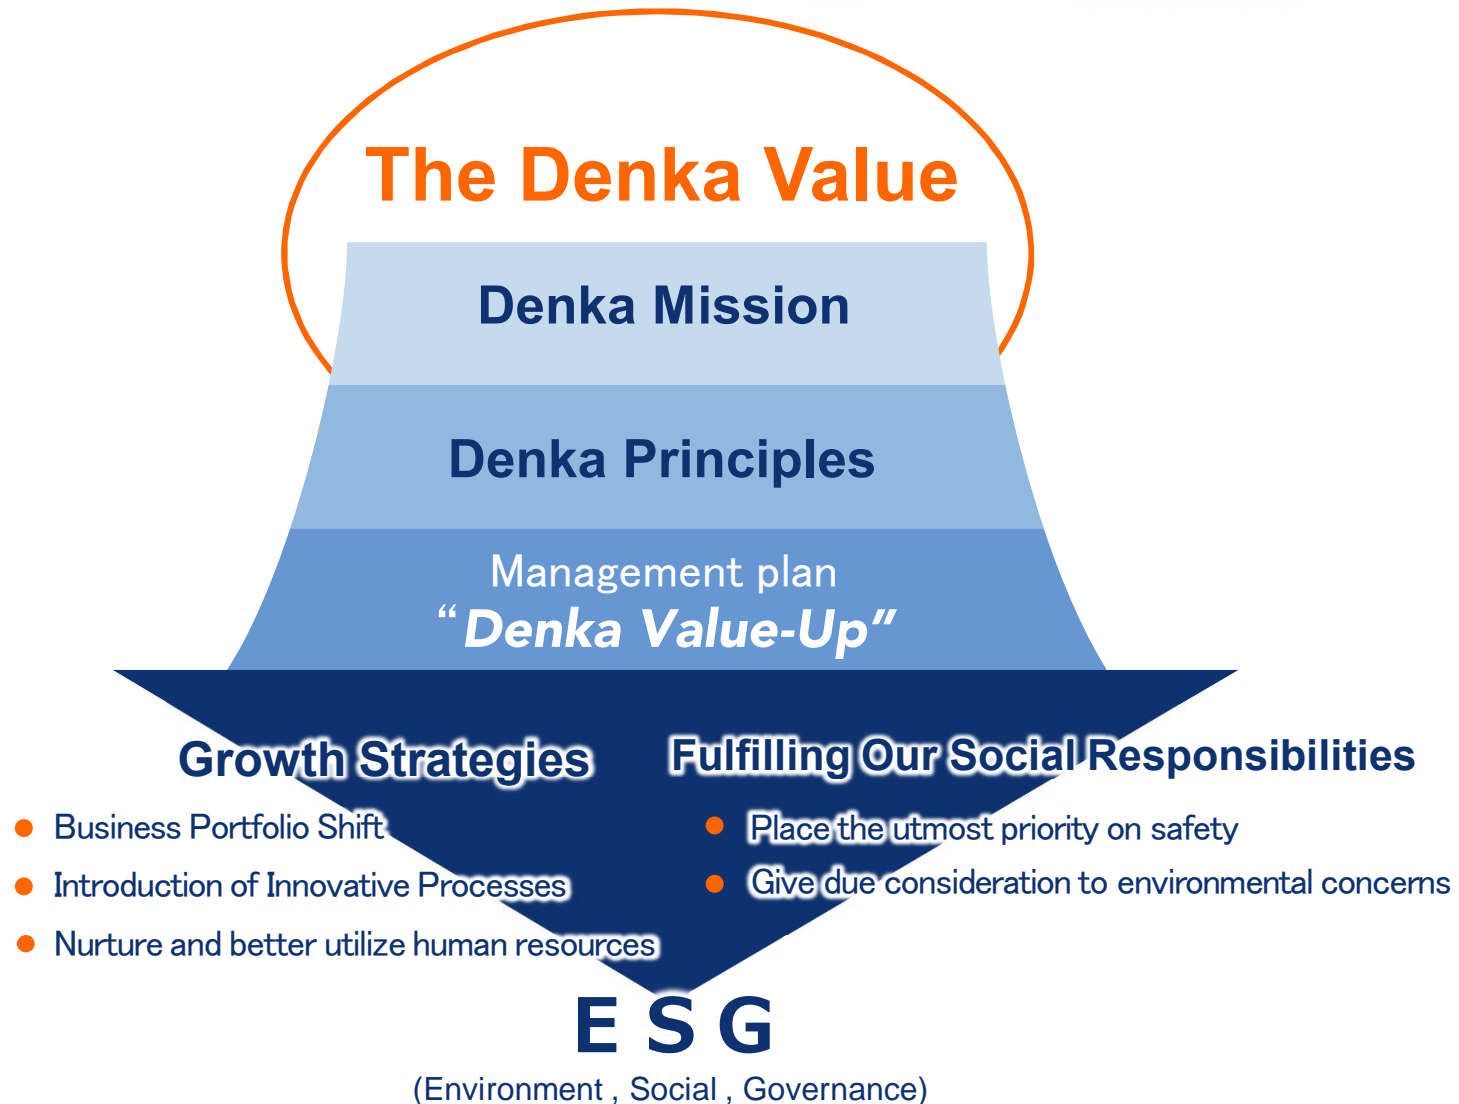 The Denka Value
Denka Mission
Denka Principles
Management plan
“Denka Value-Up”
Growth Strategies
● Business Portfolio Shift
● Introduction of Innovative Processes
● Nurture and better utilize human resources
Fulfilling Our Social Responsibilities
● Place the utmost priority on safety
● Give due consideration to environmental concerns
E S G
(Environment , Social , Governance)